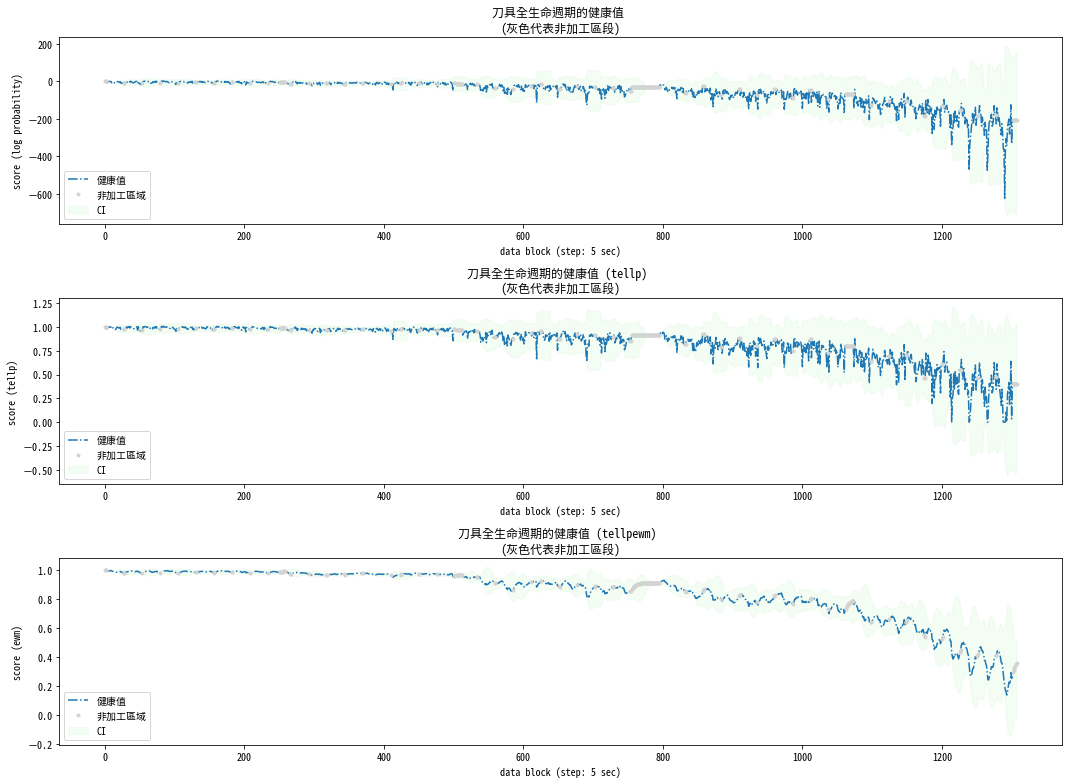 刀具全生命週期的健康值
(灰色代表非加工區段)
200
0
−200
−400
−600
score (log probability)
健康值
非加工區域
CI
0 200 400 600 800 1000 1200
data block (step: 5 sec)
刀具全生命週期的健康值 (tellp)
(灰色代表非加工區段)
1.25
1.00
0.75
0.50
0.25
0.00
−0.25
−0.50
score (tellp)
健康值
非加工區域
CI
0 200 400 600 800 1000 1200
data block (step: 5 sec)
刀具全生命週期的健康值 (tellpewm)
(灰色代表非加工區段)
1.0
0.8
0.6
0.4
0.2
0.0
−0.2
score (ewm)
健康值
非加工區域
CI
0 200 400 600 800 1000 1200
data block (step: 5 sec)